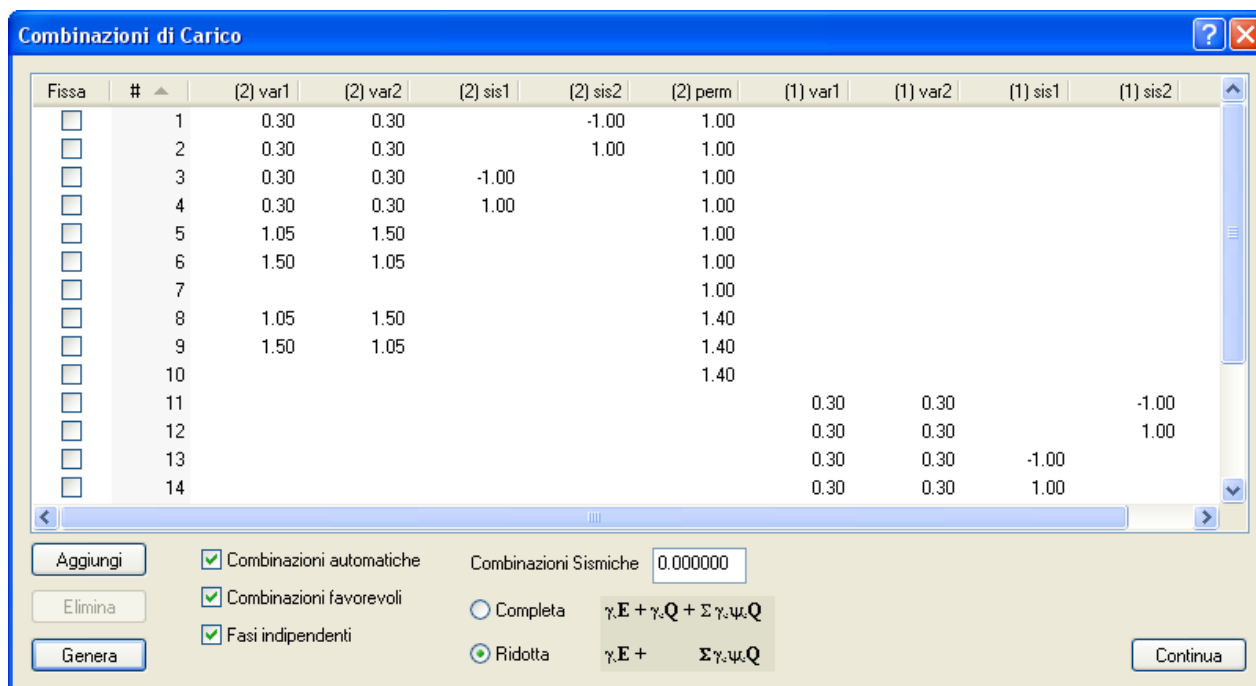 Combinazioni di Carico
Fissa # (2) var1 (2) var2 (2) sis1 (2) sis2 (2) perm (1) var1 (1) var2 (1) sis1 (1) sis2
1 0.30 0.30 -1.00 1.00
2 0.30 0.30 1.00 1.00
3 0.30 0.30 -1.00 1.00
4 0.30 0.30 1.00 1.00
5 1.05 1.50 1.00
6 1.50 1.05 1.00
7 1.00
8 1.05 1.50 1.40
9 1.50 1.05 1.40
10 1.40
11 0.30 0.30 -1.00
12 0.30 0.30 1.00
13 0.30 0.30 -1.00
14 0.30 0.30 1.00
Aggiungi Combinazioni automatiche Combinazioni Sismiche 0.000000
Elimina Combinazioni favorevoli Completa γₑE + γₑQ + ΣγₑψₑQ
Genera Fasi indipendenti Ridotta γₑE + ΣγₑψₑQ Continua